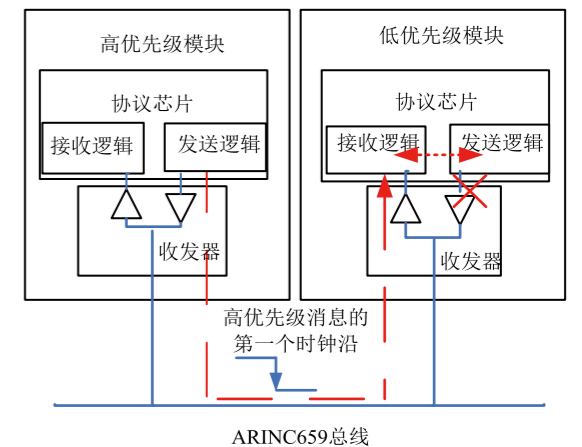 高优先级模块
低优先级模块
协议芯片
协议芯片
接收逻辑
发送逻辑
接收逻辑
发送逻辑
收发器
收发器
高优先级消息的
第一个时钟沿
ARINC659总线